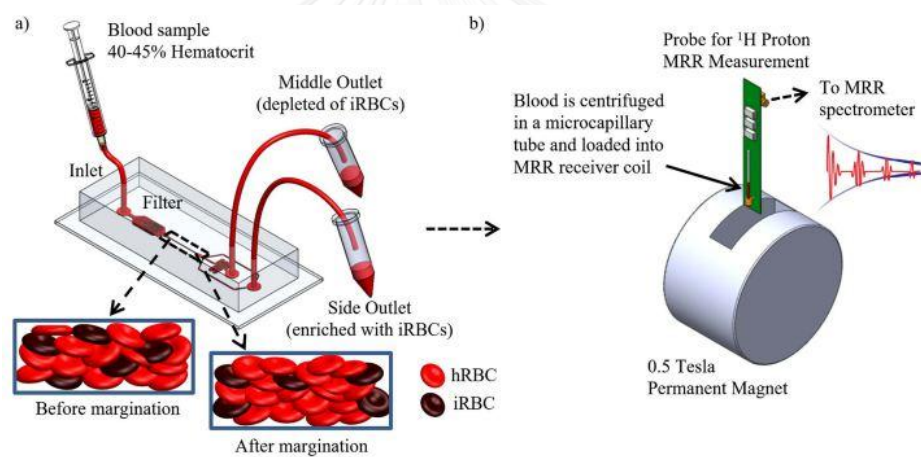 a)
Blood sample
40-45% Hematocrit
Middle Outlet
(depleted of iRBCs)
Inlet
Filter
Side Outlet
(enriched with iRBCs)
hRBC
iRBC
Before margination
After margination
b)
Probe for ¹H Proton
MRR Measurement
To MRR
spectrometer
Blood is centrifuged
in a microcapillary
tube and loaded into
MRR receiver coil
0.5 Tesla
Permanent Magnet